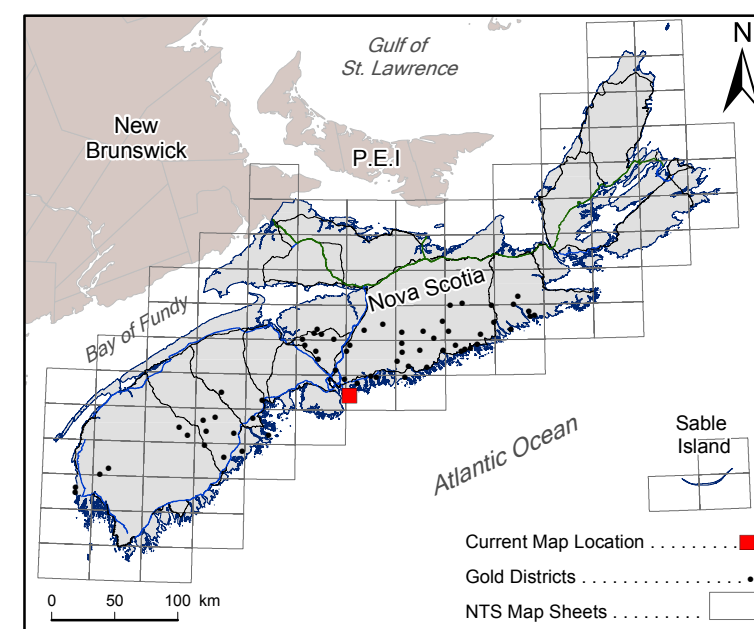 Gulf of
St. Lawrence
N
New
Brunswick
P.E.I
Nova Scotia
Bay of Fundy
Atlantic Ocean
Sable
Island
Current Map Location . . . . . . . . .
Gold Districts . . . . . . . . . . . . . . . .
NTS Map Sheets . . . . . . . . .
0 50 100 km